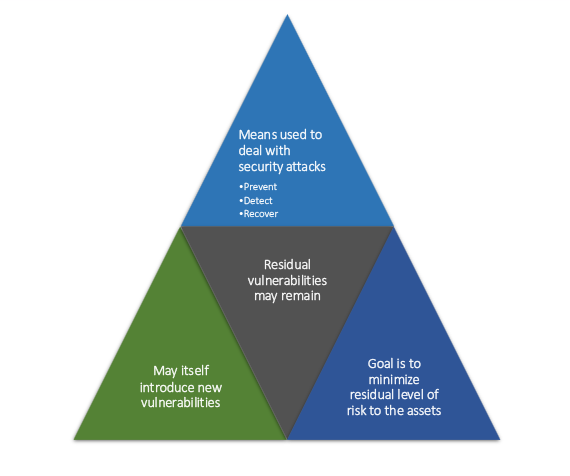 Means used to
deal with
security attacks
•Prevent
•Detect
•Recover
Residual
vulnerabilities
may remain
May itself
introduce new
vulnerabilities
Goal is to
minimize
residual level of
risk to the assets